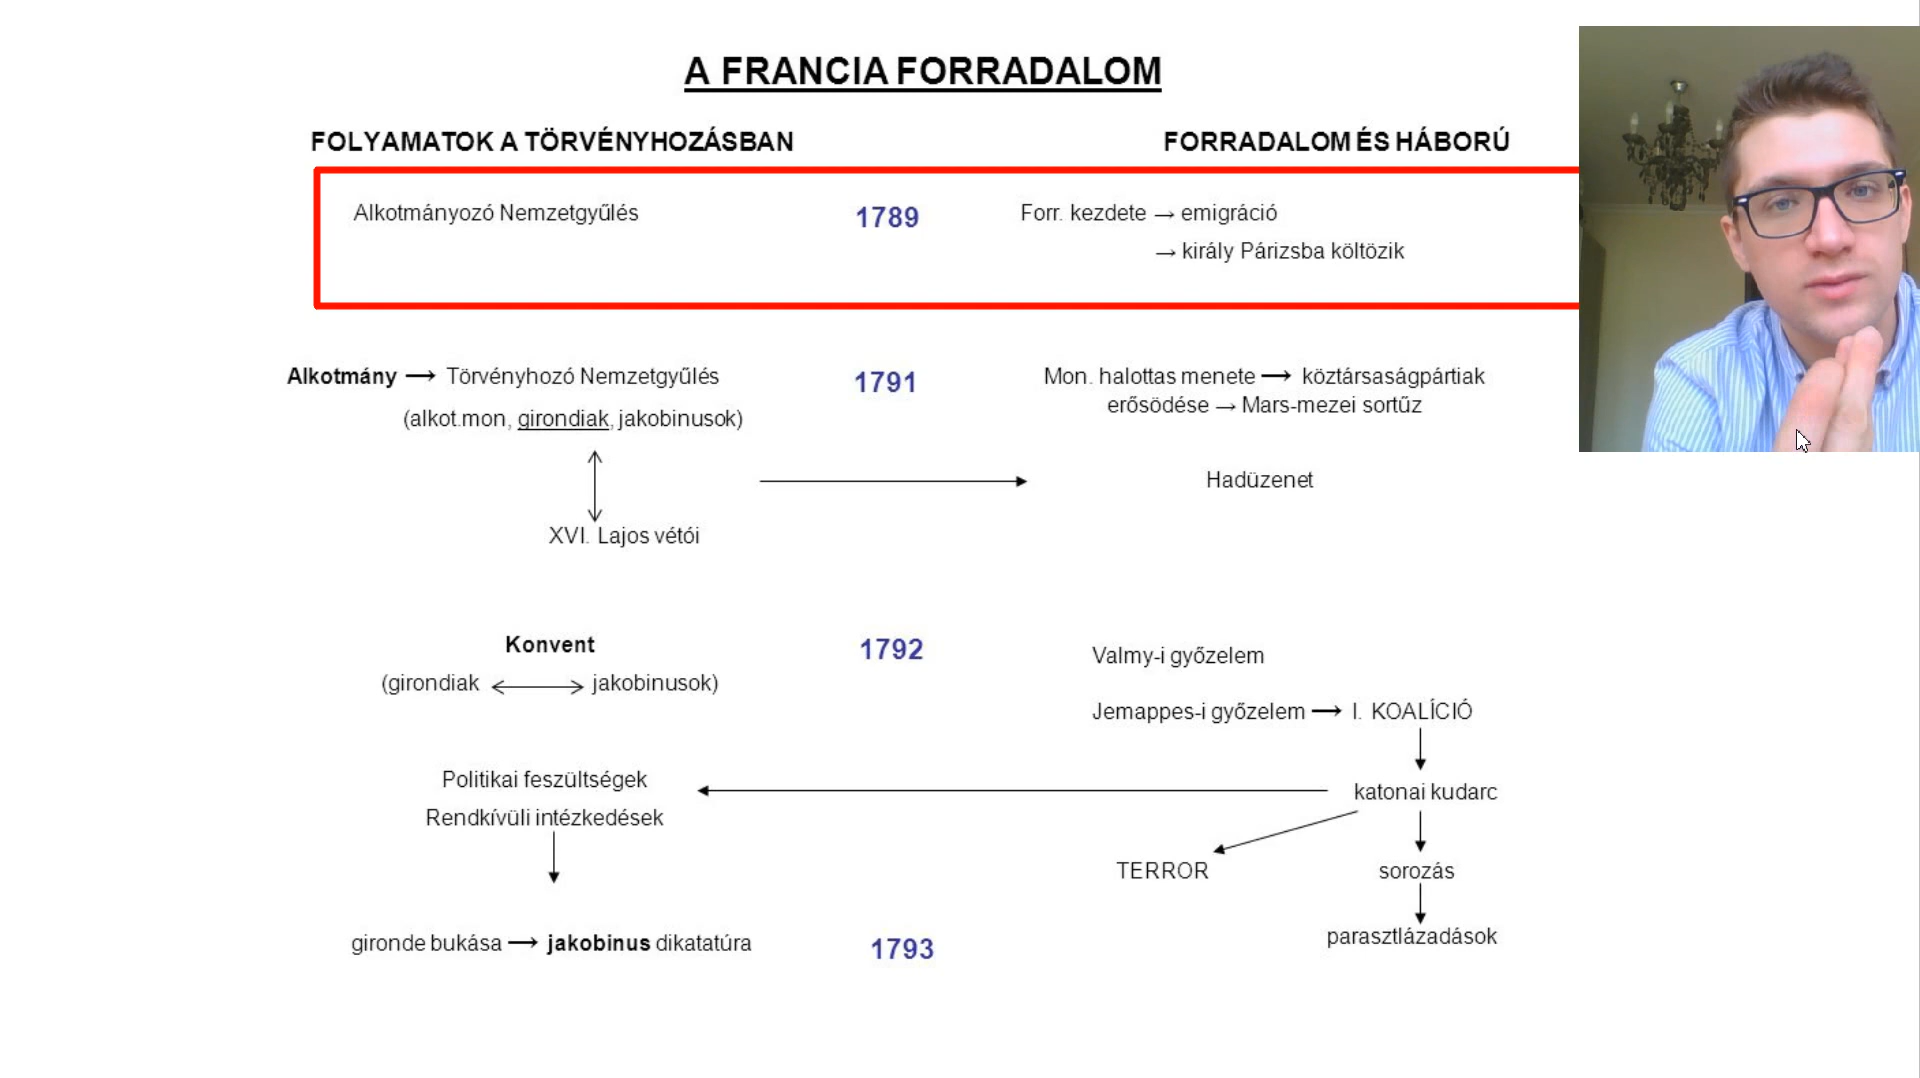 A FRANCIA FORRADALOM
FOLYAMATOK A TÖRVÉNYHOZÁSBAN
FORRADALOM ÉS HÁBORÚ
Alkotmányozó Nemzetgyűlés
1789
Forr. kezdete → emigráció
→ király Párizsba költözik
Alkotmány → Törvényhozó Nemzetgyűlés
(alkot.mon, girondiak, jakobinusok)
1791
Mon. halottas menete → köztársaságpártiak
erősödése → Mars-mezei sortűz
Hadüzenet
XVI. Lajos vétói
Konvent
(girondiak ↔ jakobinusok)
1792
Valmy-i győzelem
Jemappes-i győzelem → I. KOALÍCIÓ
Politikai feszültségek
Rendkívüli intézkedések
katonai kudarc
TERROR
sorozás
parasztlázadások
gironde bukása → jakobinus dikatatúra
1793